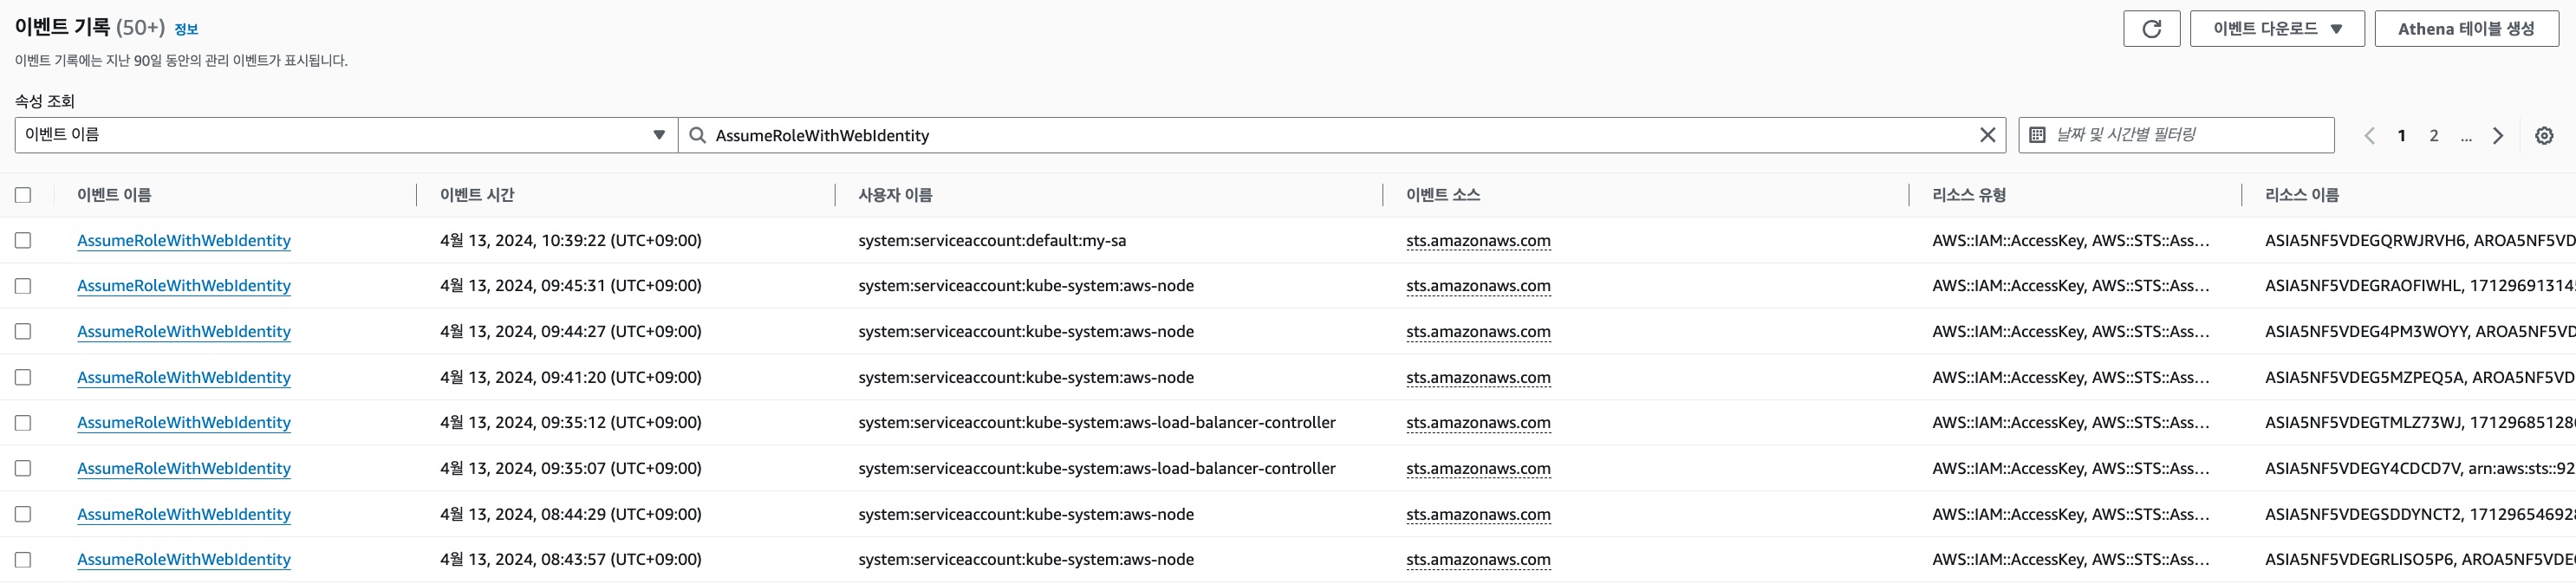 이벤트 기록 (50+) 정보 이벤트 다운로드 Athena 테이블 생성
이벤트 기록에는 지난 90일 동안의 관리 이벤트가 표시됩니다.
속성 조회
이벤트 이름 AssumeRoleWithWebIdentity 날짜 및 시간별 필터링 1 2 ...
이벤트 이름 이벤트 시간 사용자 이름 이벤트 소스 리소스 유형 리소스 이름
AssumeRoleWithWebIdentity 4월 13, 2024, 10:39:22 (UTC+09:00) system:serviceaccount:default:my-sa sts.amazonaws.com AWS::IAM::AccessKey, AWS::STS::Ass... ASIA5NF5VDEGQRWJRVH6, AROA5NF5VD
AssumeRoleWithWebIdentity 4월 13, 2024, 09:45:31 (UTC+09:00) system:serviceaccount:kube-system:aws-node sts.amazonaws.com AWS::IAM::AccessKey, AWS::STS::Ass... ASIA5NF5VDEGRAOFIWHL, 171296913145
AssumeRoleWithWebIdentity 4월 13, 2024, 09:44:27 (UTC+09:00) system:serviceaccount:kube-system:aws-node sts.amazonaws.com AWS::IAM::AccessKey, AWS::STS::Ass... ASIA5NF5VDEG4PM3WOYY, AROA5NF5VD
AssumeRoleWithWebIdentity 4월 13, 2024, 09:41:20 (UTC+09:00) system:serviceaccount:kube-system:aws-node sts.amazonaws.com AWS::IAM::AccessKey, AWS::STS::Ass... ASIA5NF5VDEG5MZPEQ5A, AROA5NF5VD
AssumeRoleWithWebIdentity 4월 13, 2024, 09:35:12 (UTC+09:00) system:serviceaccount:kube-system:aws-load-balancer-controller sts.amazonaws.com AWS::IAM::AccessKey, AWS::STS::Ass... ASIA5NF5VDEGTMLZ73WJ, 171296851280
AssumeRoleWithWebIdentity 4월 13, 2024, 09:35:07 (UTC+09:00) system:serviceaccount:kube-system:aws-load-balancer-controller sts.amazonaws.com AWS::IAM::AccessKey, AWS::STS::Ass... ASIA5NF5VDEGY4CDCD7V, arn:aws:sts::92
AssumeRoleWithWebIdentity 4월 13, 2024, 08:44:29 (UTC+09:00) system:serviceaccount:kube-system:aws-node sts.amazonaws.com AWS::IAM::AccessKey, AWS::STS::Ass... ASIA5NF5VDEGSDDYNCT2, 171296546928
AssumeRoleWithWebIdentity 4월 13, 2024, 08:43:57 (UTC+09:00) system:serviceaccount:kube-system:aws-node sts.amazonaws.com AWS::IAM::AccessKey, AWS::STS::Ass... ASIA5NF5VDEGRLISO5P6, AROA5NF5VDE